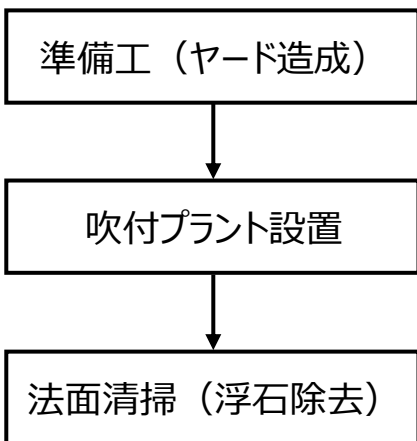 準備工（ヤード造成）
吹付プラント設置
法面清掃（浮石除去）